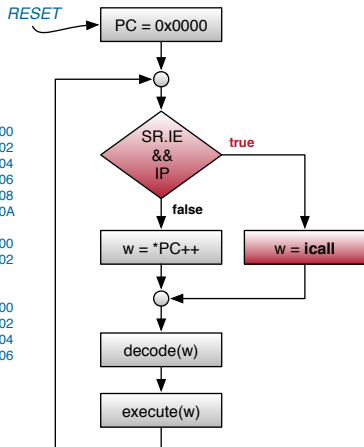 RESET
PC = 0x0000
SR.IE
&&
IP
true
false
00
02
04
06
08
0A
00
02
00
02
04
06
w = *PC++
w = icall
decode(w)
execute(w)